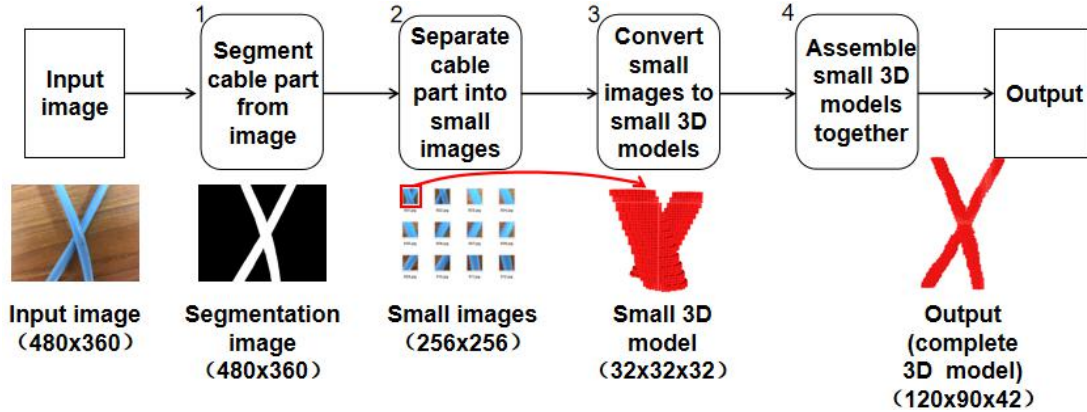 1
2
3
4
Input
image
Segment
cable part
from
image
Separate
cable
part into
small
images
Convert
small
images to
small 3D
models
Assemble
small 3D
models
together
Output
Input image
（480x360）
Segmentation
image
（480x360）
Small images
（256x256）
Small 3D
model
（32x32x32）
Output
(complete
3D model)
（120x90x42）